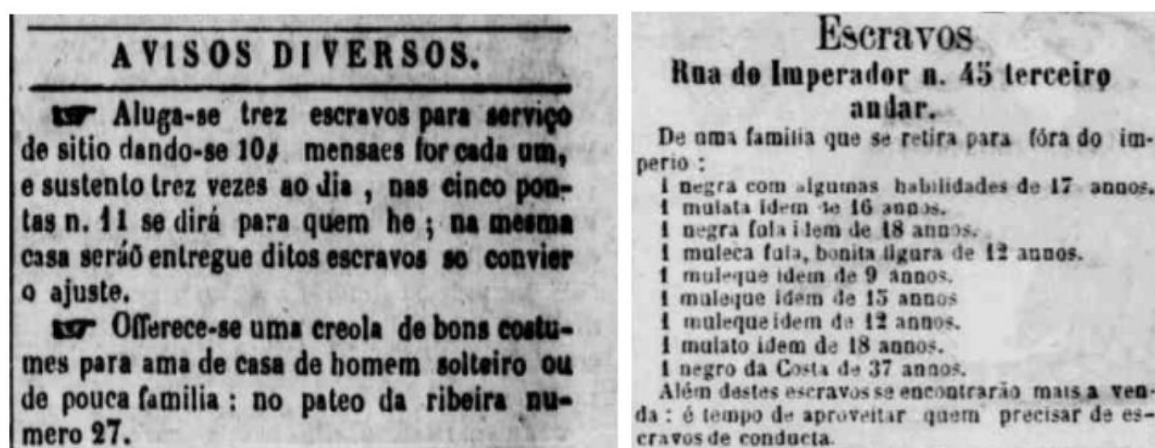 AVISOS DIVERSOS.
☞ Aluga-se trez escravos para serviço
de sitio dando-se 10$ mensaes for cada um,
e sustento trez vezes ao dia , nas cinco pon-
tas n. 11 se dirá para quem he ; na mesma
casa seráõ entregue ditos escravos se convier
o ajuste.
☞ Offerece-se uma creola de bons costu-
mes para ama de casa de homem solteiro ou
de pouca familia : no pateo da ribeira nu-
mero 27.
Escravos
Rua do Imperador n. 45 terceiro
andar.
De uma familia que se retira para fóra do im-
perio :
1 negra com algumas habilidades de 17 annos.
1 mulata idem de 16 annos.
1 negra fula idem de 18 annos.
1 muleca fula, bonita figura de 12 annos.
1 muleque idem de 9 annos.
1 muleque idem de 15 annos
1 muleque idem de 12 annos.
1 mulato idem de 18 annos.
1 negro da Costa de 37 annos.
Além destes escravos se encontrarão mais a ven-
da : é tempo de aproveitar quem precisar de es-
cravos de conducta.